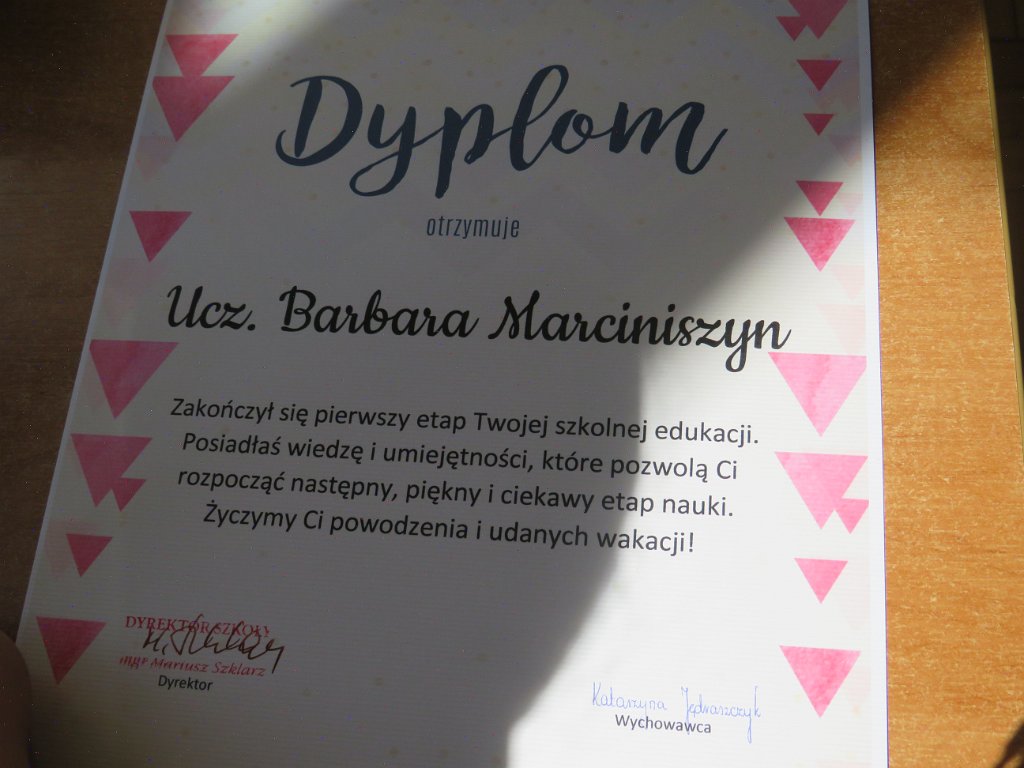 Dyplom
otrzymuje
Ucz. Barbara Marciniszyn
Zakończył się pierwszy etap Twojej szkolnej edukacji.
Posiadłaś wiedzę i umiejętności, które pozwolą Ci
rozpocząć następny, piękny i ciekawy etap nauki.
Życzymy Ci powodzenia i udanych wakacji!
DYREKTOR SZKOŁY
mgr Mariusz Szklarz
Dyrektor
Katarzyna Jędraszczyk
Wychowawca